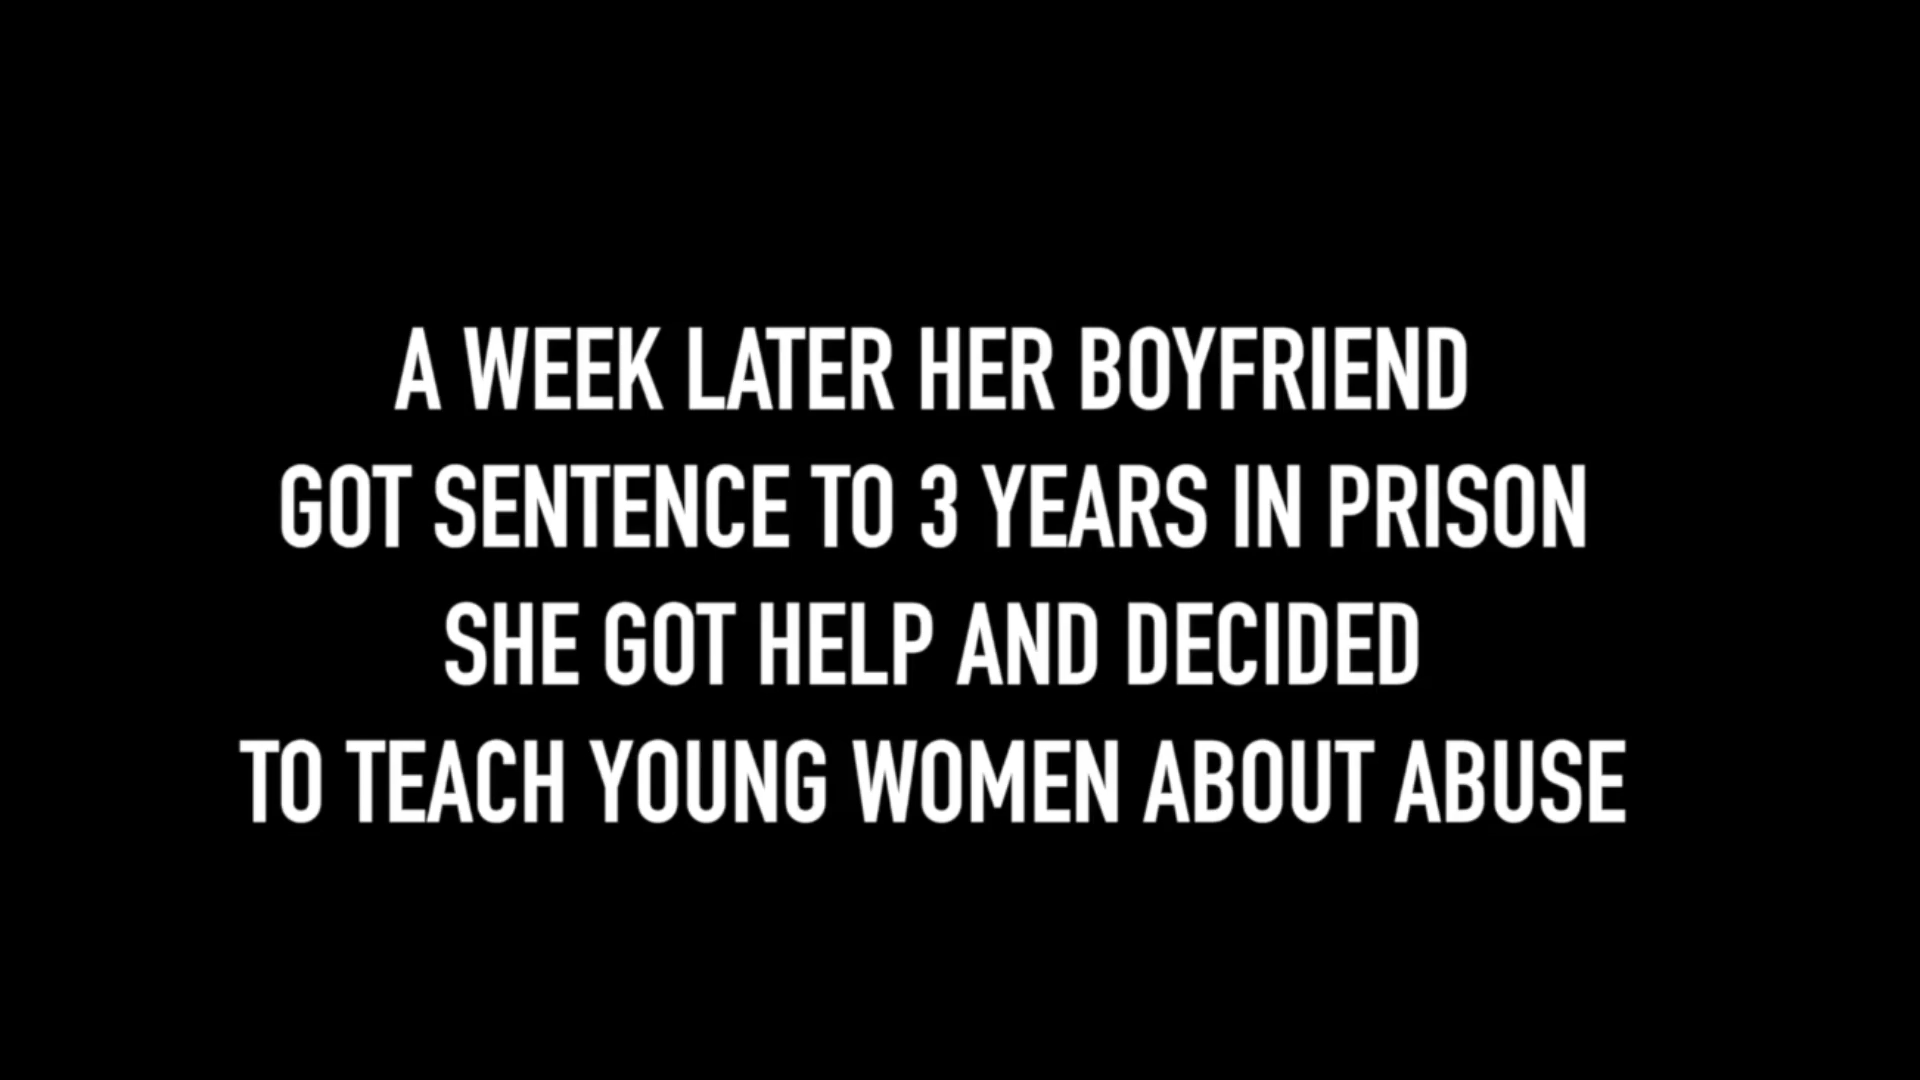 A WEEK LATER HER BOYFRIEND
GOT SENTENCE TO 3 YEARS IN PRISON
SHE GOT HELP AND DECIDED
TO TEACH YOUNG WOMEN ABOUT ABUSE